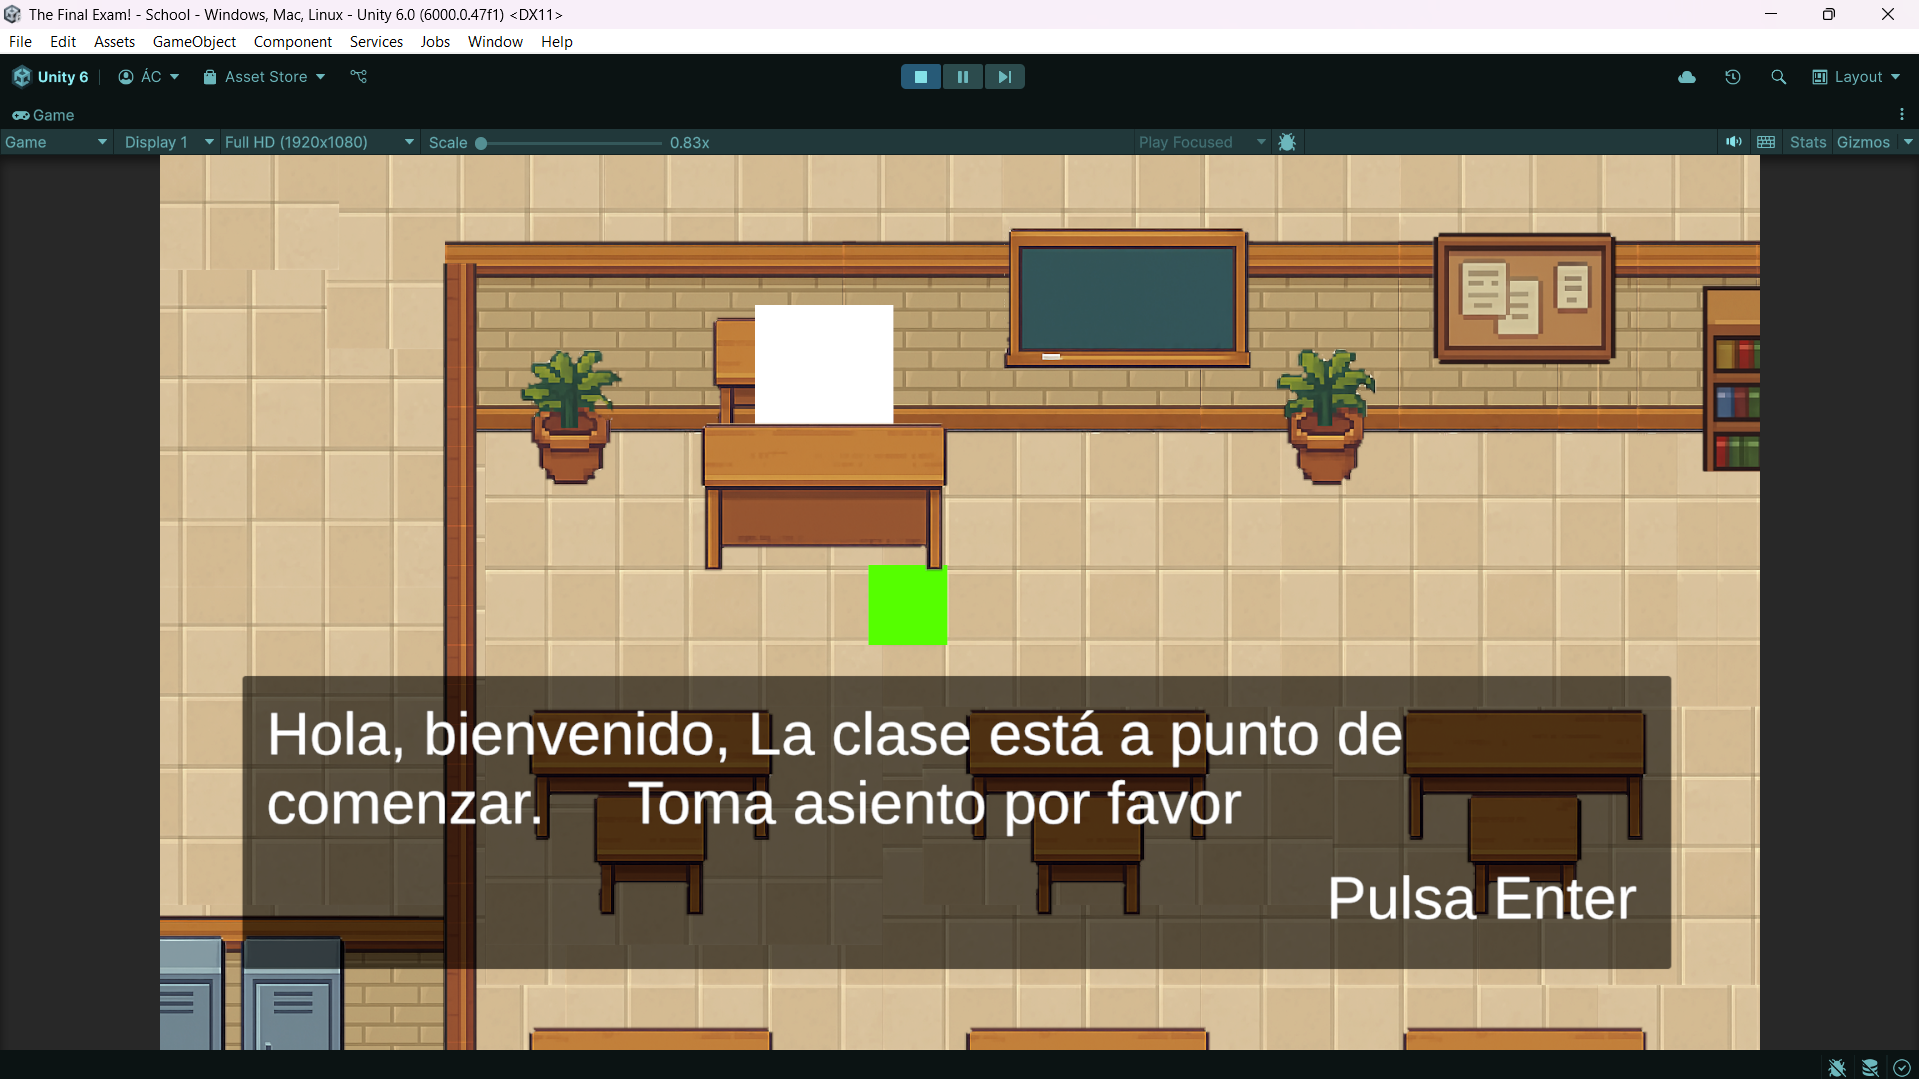 The Final Exam! - School - Windows, Mac, Linux - Unity 6.0 (6000.0.47f1) <DX11>
File Edit Assets GameObject Component Services Jobs Window Help
Unity 6 ÁC Asset Store Layout
Game
Game Display 1 Full HD (1920x1080) Scale 0.83x Play Focused Stats Gizmos
Hola, bienvenido, La clase está a punto de
comenzar. Toma asiento por favor
Pulsa Enter